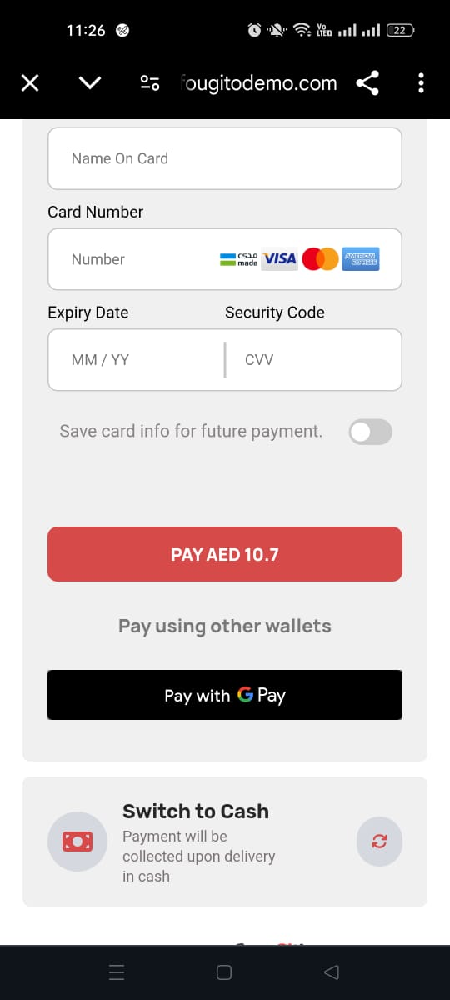 11:26
Vo
LTED
22
fougitodemo.com
Name On Card
Card Number
Number
مدى
mada
VISA
AMERICAN
EXPRESS
Expiry Date
Security Code
MM / YY
CVV
Save card info for future payment.
PAY AED 10.7
Pay using other wallets
Pay with G Pay
Switch to Cash
Payment will be
collected upon delivery
in cash